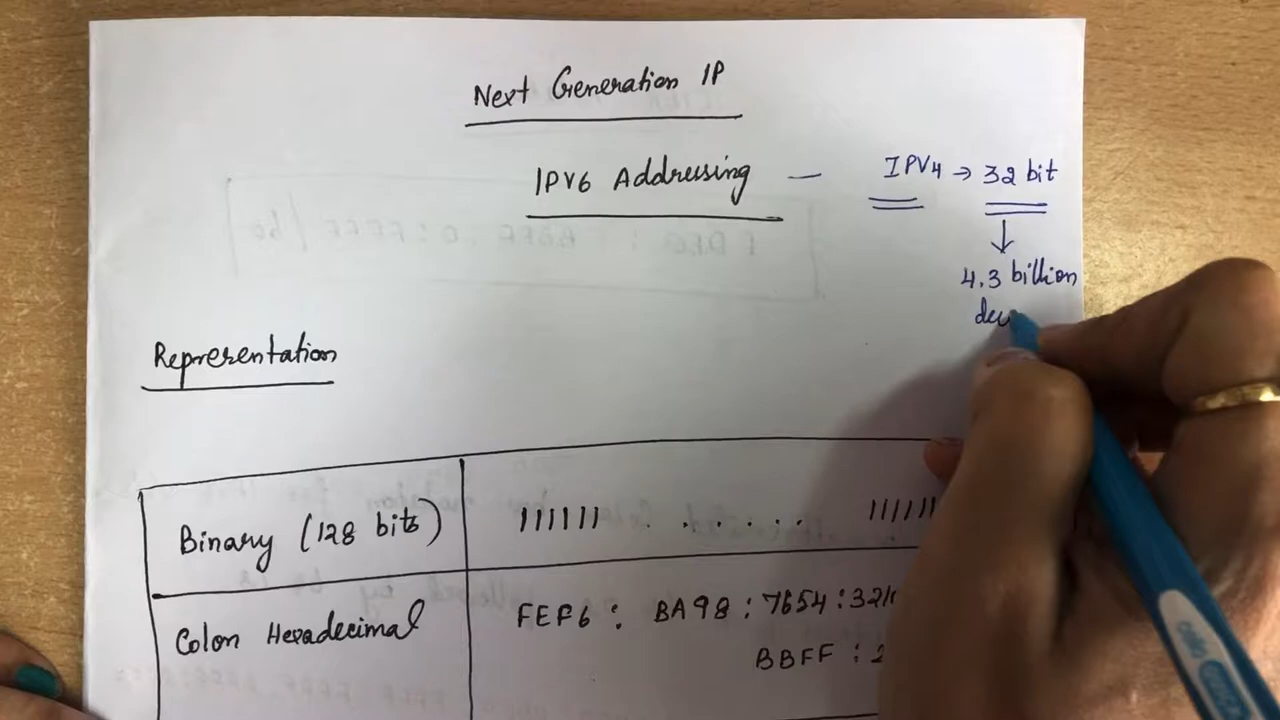 Next Generation IP
IPV6 Addressing — IPV4 → 32 bit
4.3 billion
Representation
Binary (128 bits) 111111 . . . . . 11111
Colon Hexadecimal FEF6 : BA98 : 7654 :
BBFF :
cello